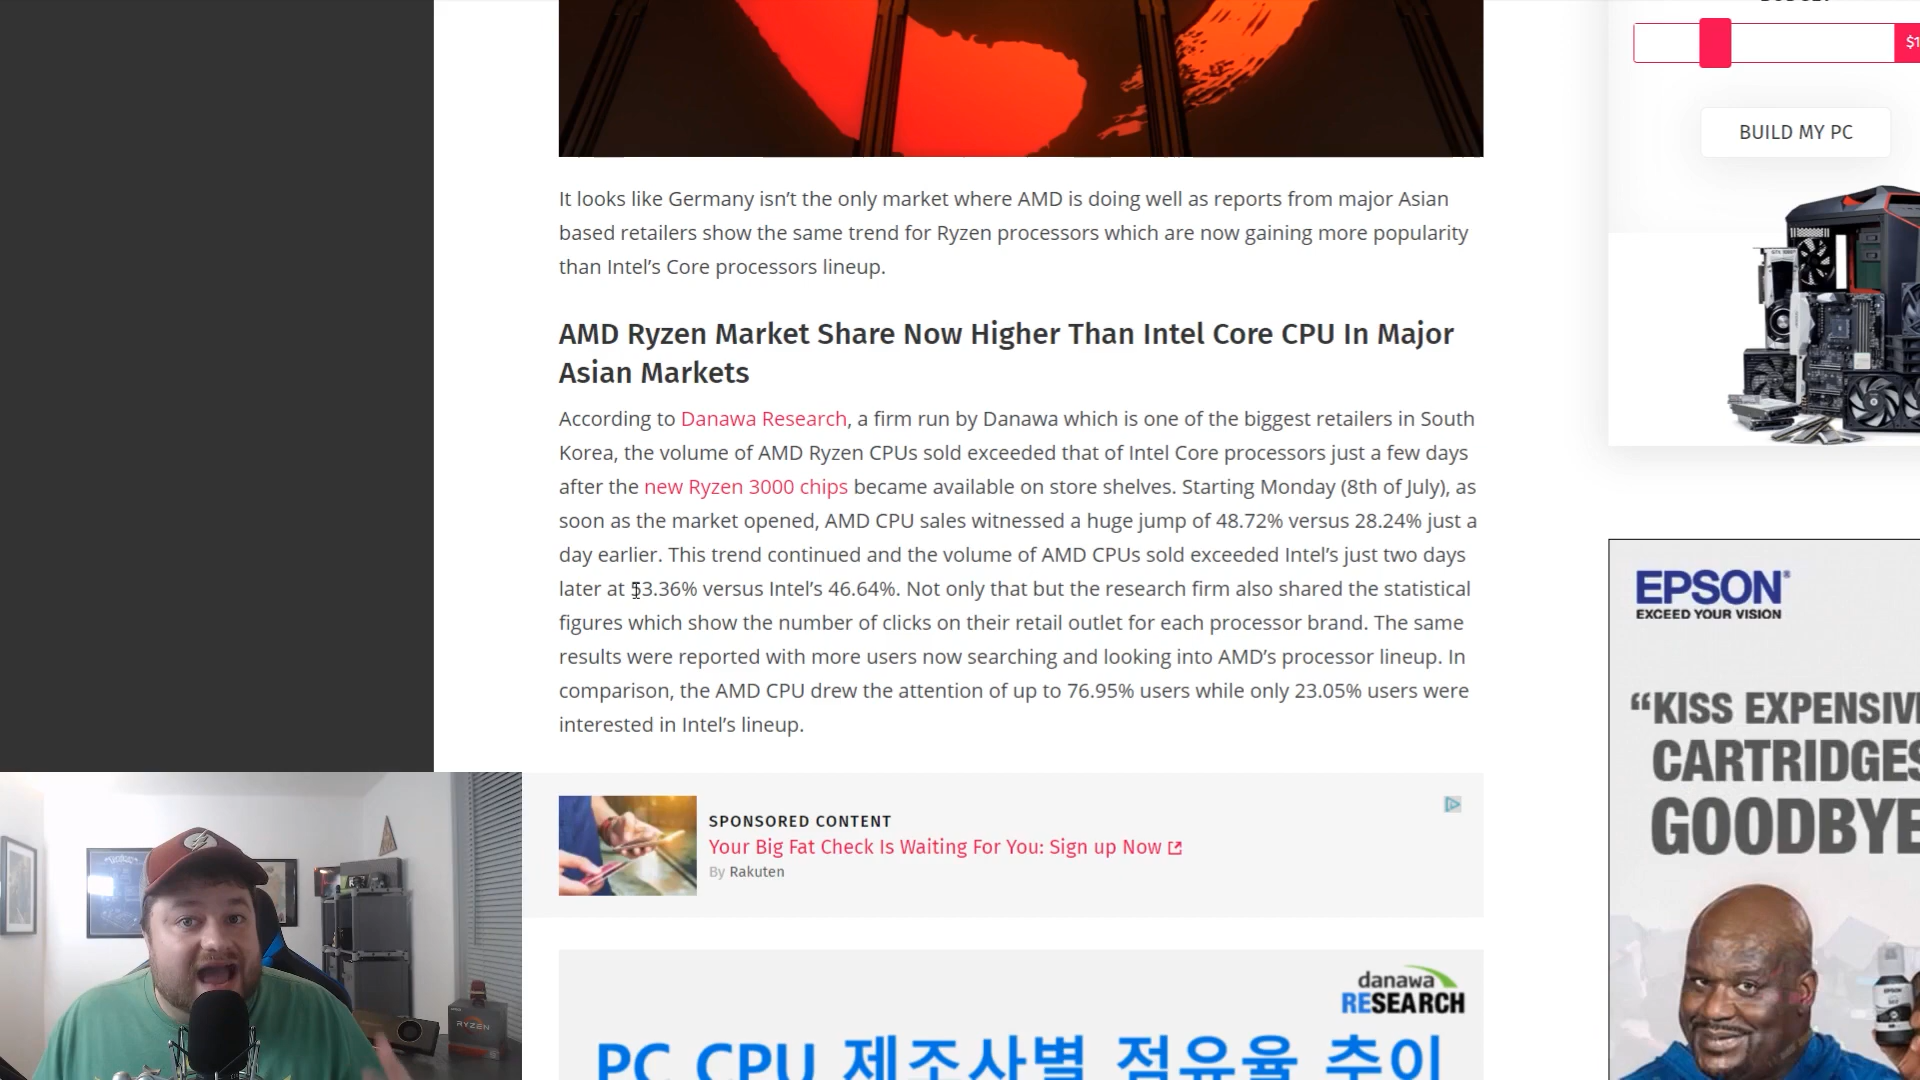 $1
BUILD MY PC
It looks like Germany isn’t the only market where AMD is doing well as reports from major Asian
based retailers show the same trend for Ryzen processors which are now gaining more popularity
than Intel’s Core processors lineup.
AMD Ryzen Market Share Now Higher Than Intel Core CPU In Major
Asian Markets
According to Danawa Research, a firm run by Danawa which is one of the biggest retailers in South
Korea, the volume of AMD Ryzen CPUs sold exceeded that of Intel Core processors just a few days
after the new Ryzen 3000 chips became available on store shelves. Starting Monday (8th of July), as
soon as the market opened, AMD CPU sales witnessed a huge jump of 48.72% versus 28.24% just a
day earlier. This trend continued and the volume of AMD CPUs sold exceeded Intel’s just two days
later at 53.36% versus Intel’s 46.64%. Not only that but the research firm also shared the statistical
figures which show the number of clicks on their retail outlet for each processor brand. The same
results were reported with more users now searching and looking into AMD’s processor lineup. In
comparison, the AMD CPU drew the attention of up to 76.95% users while only 23.05% users were
interested in Intel’s lineup.
SPONSORED CONTENT
Your Big Fat Check Is Waiting For You: Sign up Now
By Rakuten
danawa
RESEARCH
PC CPU 제조사별 점유율 추이
EPSON®
EXCEED YOUR VISION
“KISS EXPENSIV
CARTRIDGES
GOODBYE
EPSON
RYZEN